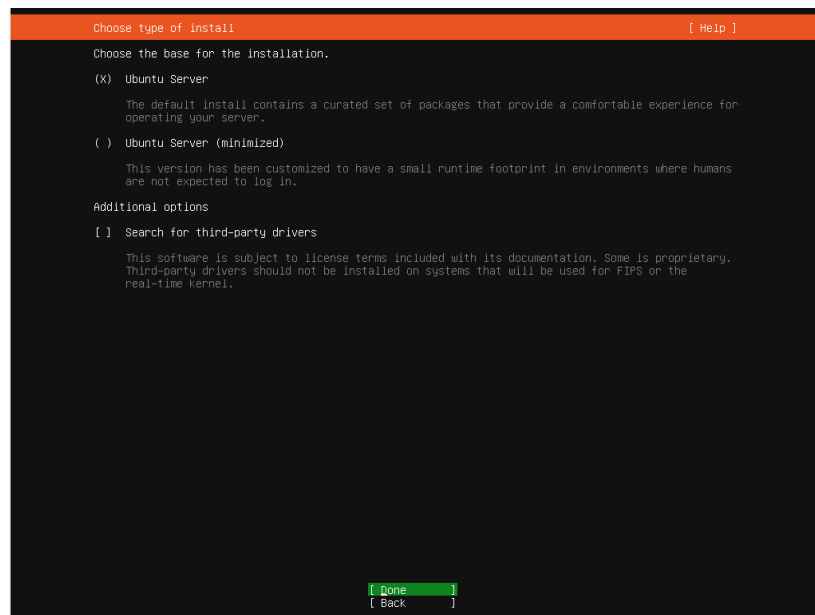 Choose type of install [ Help ]
Choose the base for the installation.
(X) Ubuntu Server
The default install contains a curated set of packages that provide a comfortable experience for
operating your server.
( ) Ubuntu Server (minimized)
This version has been customized to have a small runtime footprint in environments where humans
are not expected to log in.
Additional options
[ ] Search for third-party drivers
This software is subject to license terms included with its documentation. Some is proprietary.
Third-party drivers should not be installed on systems that will be used for FIPS or the
real-time kernel.
[ Done ]
[ Back ]